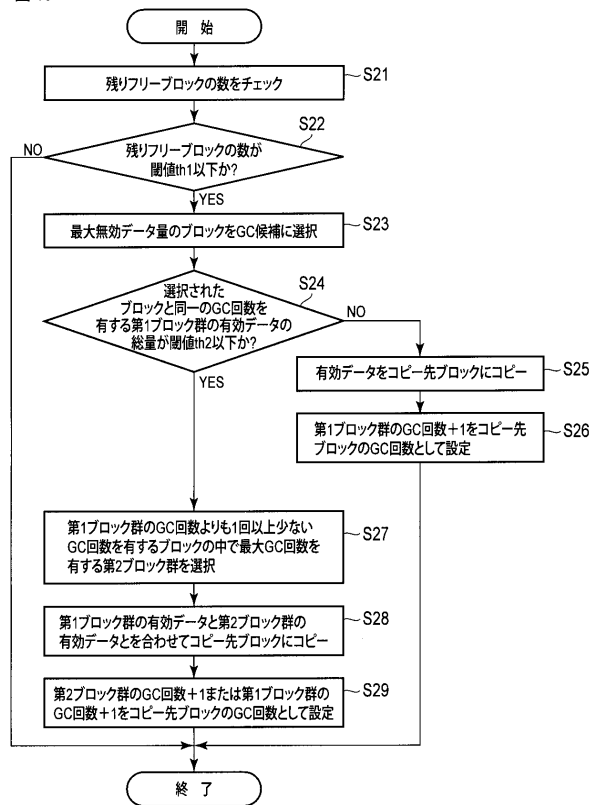 開 始
残りフリーブロックの数をチェック
S21
S22
残りフリーブロックの数が
閾値th1以下か?
NO
YES
最大無効データ量のブロックをGC候補に選択
S23
S24
選択された
ブロックと同一のGC回数を
有する第1ブロック群の有効データの
総量が閾値th2以下か?
NO
YES
有効データをコピー先ブロックにコピー
S25
第1ブロック群のGC回数+1をコピー先
ブロックのGC回数として設定
S26
第1ブロック群のGC回数よりも1回以上少ない
GC回数を有するブロックの中で最大GC回数を
有する第2ブロック群を選択
S27
第1ブロック群の有効データと第2ブロック群の
有効データとを合わせてコピー先ブロックにコピー
S28
第2ブロック群のGC回数+1または第1ブロック群の
GC回数+1をコピー先ブロックのGC回数として設定
S29
終 了